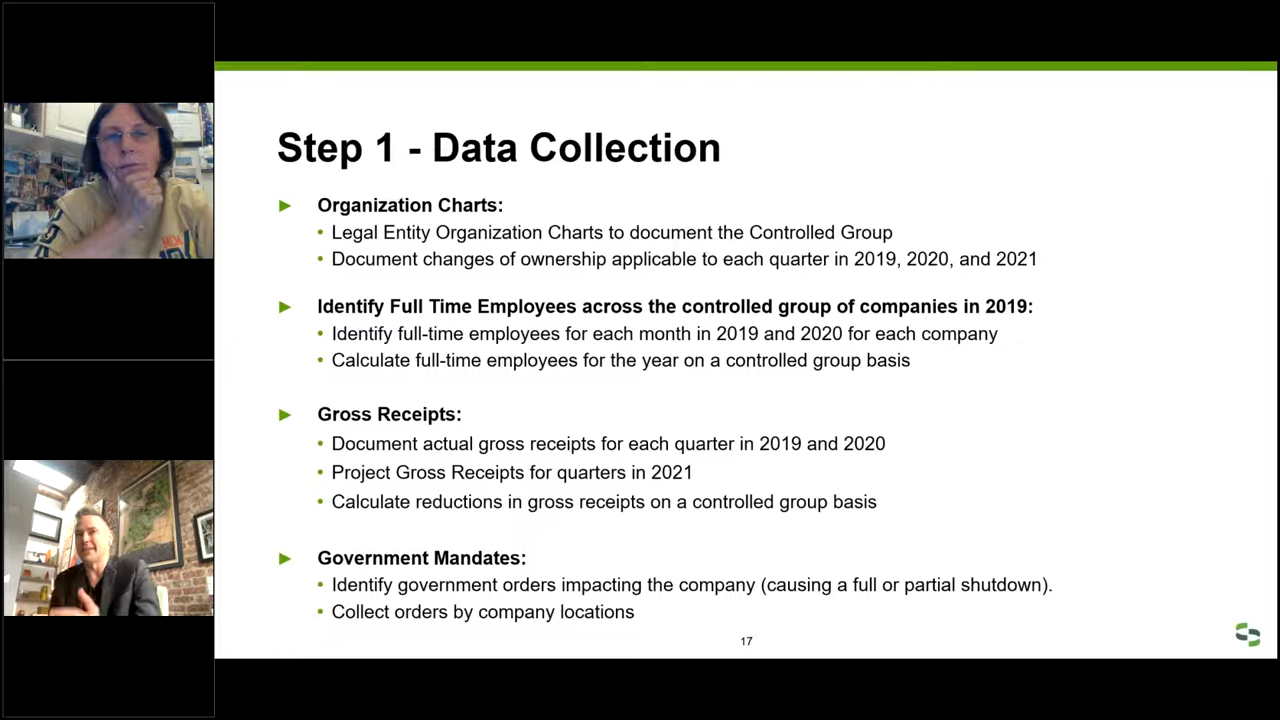 Step 1 - Data Collection
Organization Charts:
Legal Entity Organization Charts to document the Controlled Group
Document changes of ownership applicable to each quarter in 2019, 2020, and 2021
Identify Full Time Employees across the controlled group of companies in 2019:
Identify full-time employees for each month in 2019 and 2020 for each company
Calculate full-time employees for the year on a controlled group basis
Gross Receipts:
Document actual gross receipts for each quarter in 2019 and 2020
Project Gross Receipts for quarters in 2021
Calculate reductions in gross receipts on a controlled group basis
Government Mandates:
Identify government orders impacting the company (causing a full or partial shutdown).
Collect orders by company locations
17